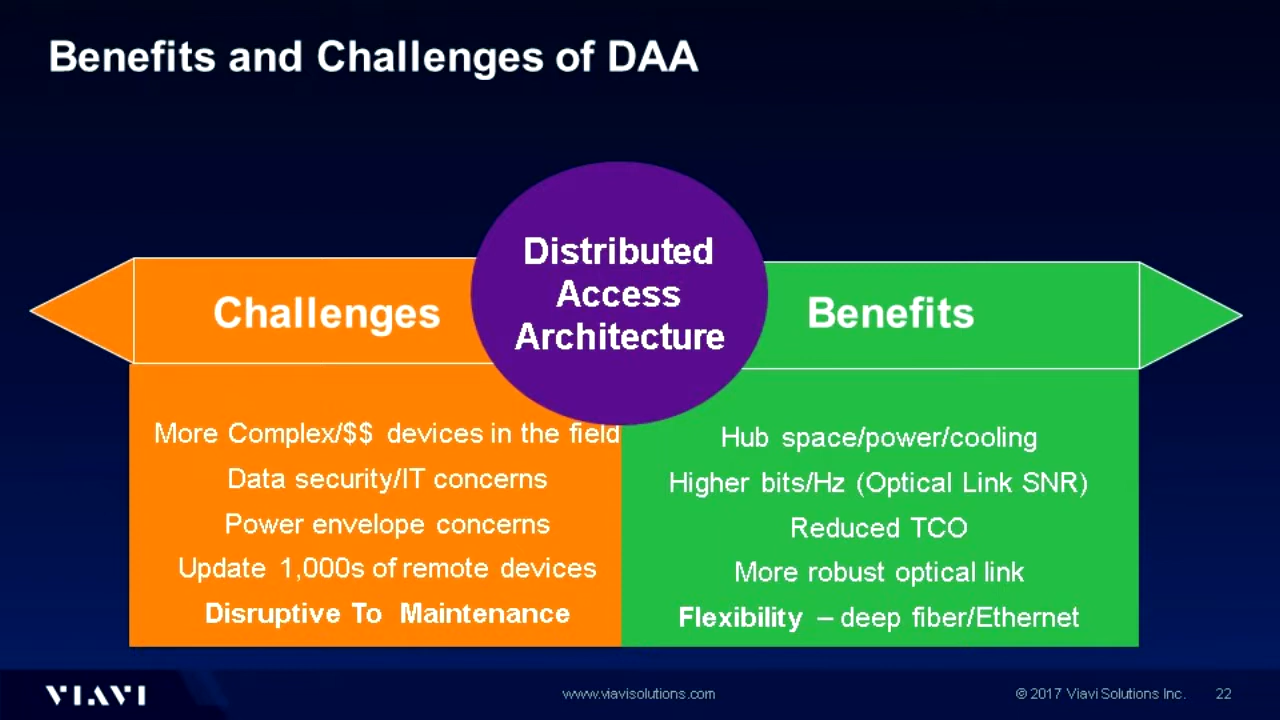 Benefits and Challenges of DAA
Distributed
Access
Architecture
Challenges
Benefits
More Complex/$$ devices in the field
Data security/IT concerns
Power envelope concerns
Update 1,000s of remote devices
Disruptive To Maintenance
Hub space/power/cooling
Higher bits/Hz (Optical Link SNR)
Reduced TCO
More robust optical link
Flexibility – deep fiber/Ethernet
VIAVI
www.viavisolutions.com
© 2017 Viavi Solutions Inc.
22